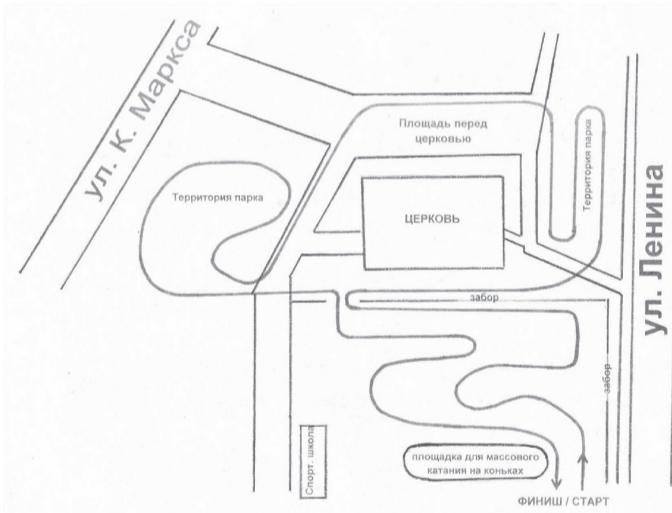 ул. К. Маркса
Площадь перед
церковью
Территория парка
Территория парка
ЦЕРКОВЬ
ул. Ленина
забор
забор
Спорт. школа
площадка для массового
катания на коньках
ФИНИШ / СТАРТ